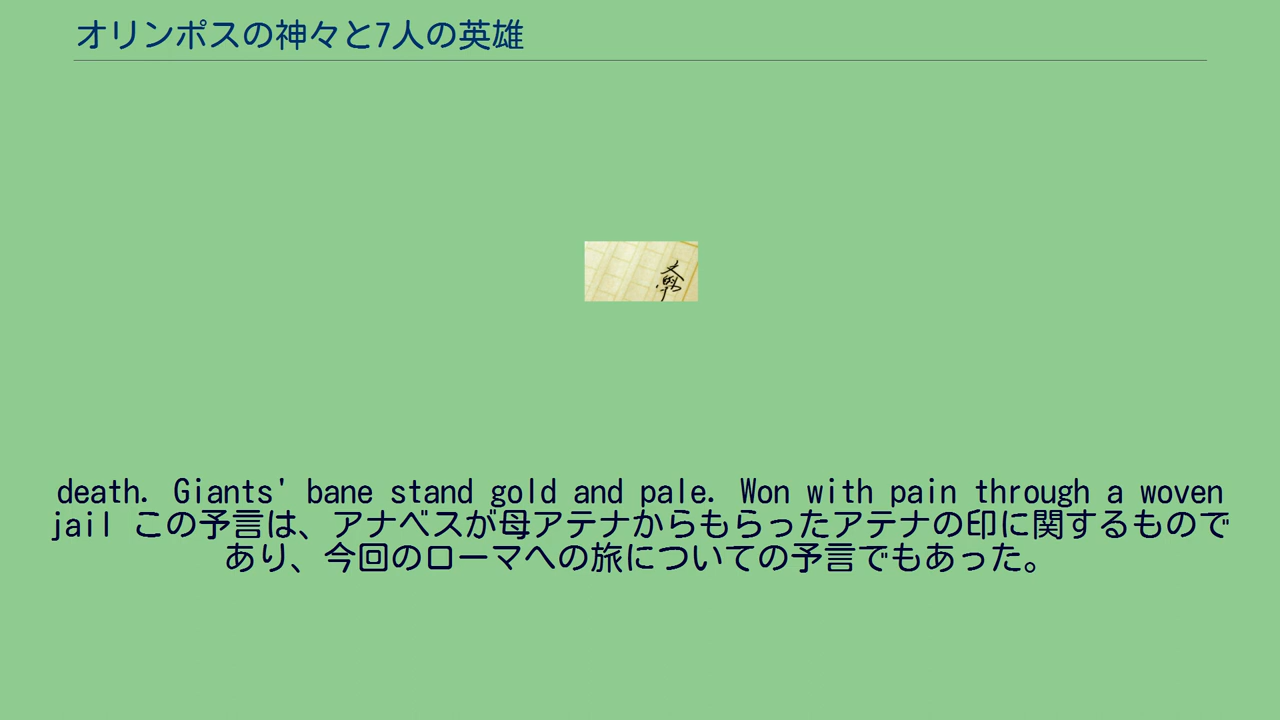 オリンポスの神々と7人の英雄
death. Giants' bane stand gold and pale. Won with pain through a woven
jail この予言は、アナベスが母アテナからもらったアテナの印に関するもので
あり、今回のローマへの旅についての予言でもあった。